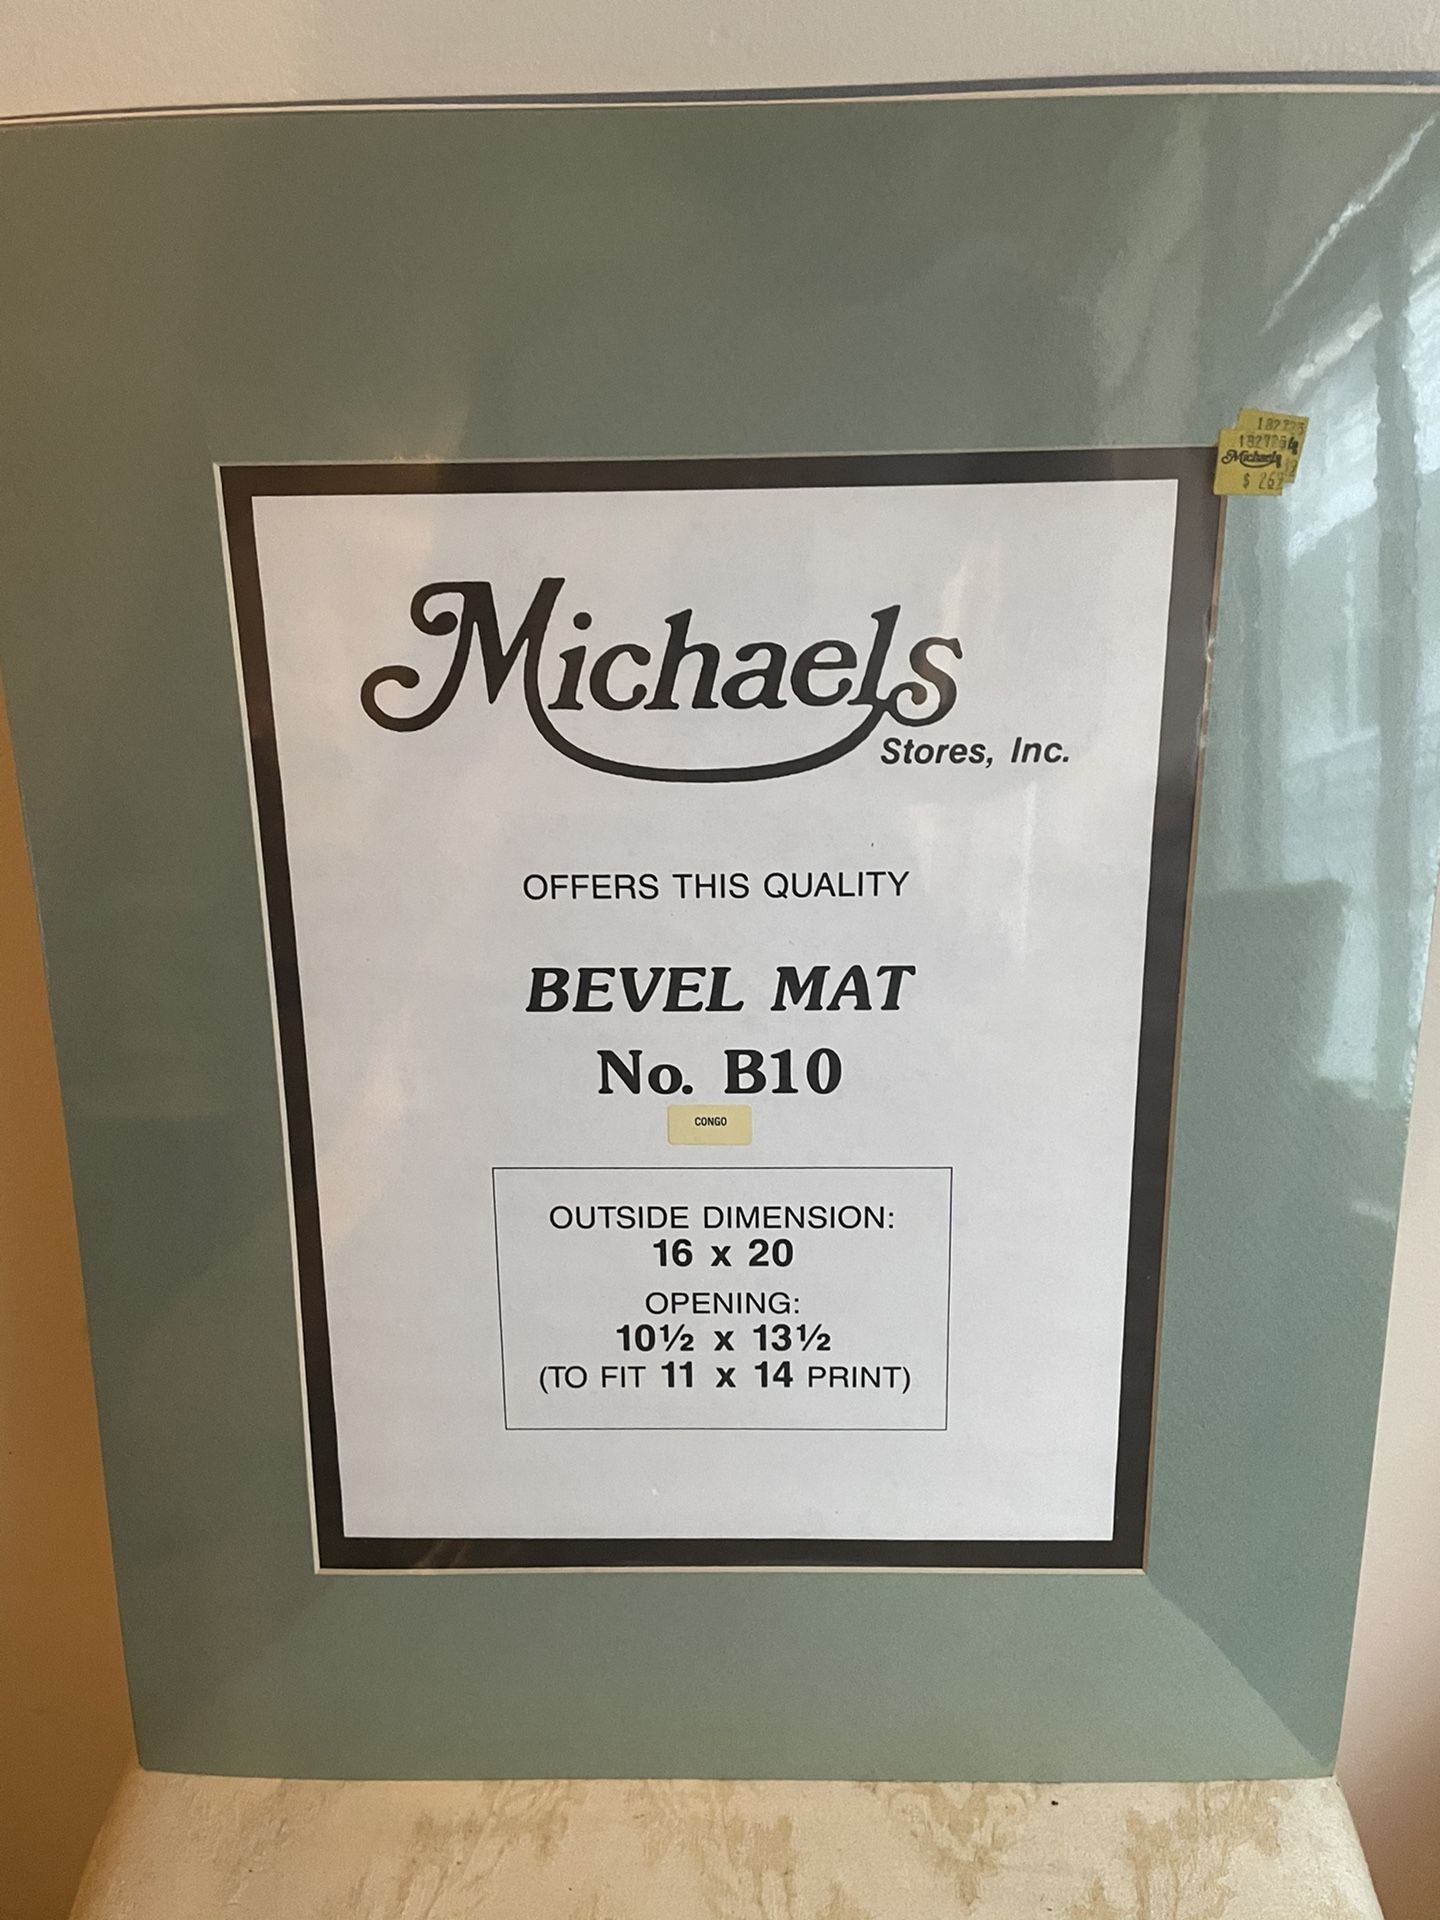 Michaels
Stores, Inc.
OFFERS THIS QUALITY
BEVEL MAT
No. B10
CONGO
OUTSIDE DIMENSION:
16 x 20
OPENING:
10½ x 13½
(TO FIT 11 x 14 PRINT)
Michaels
$ 269